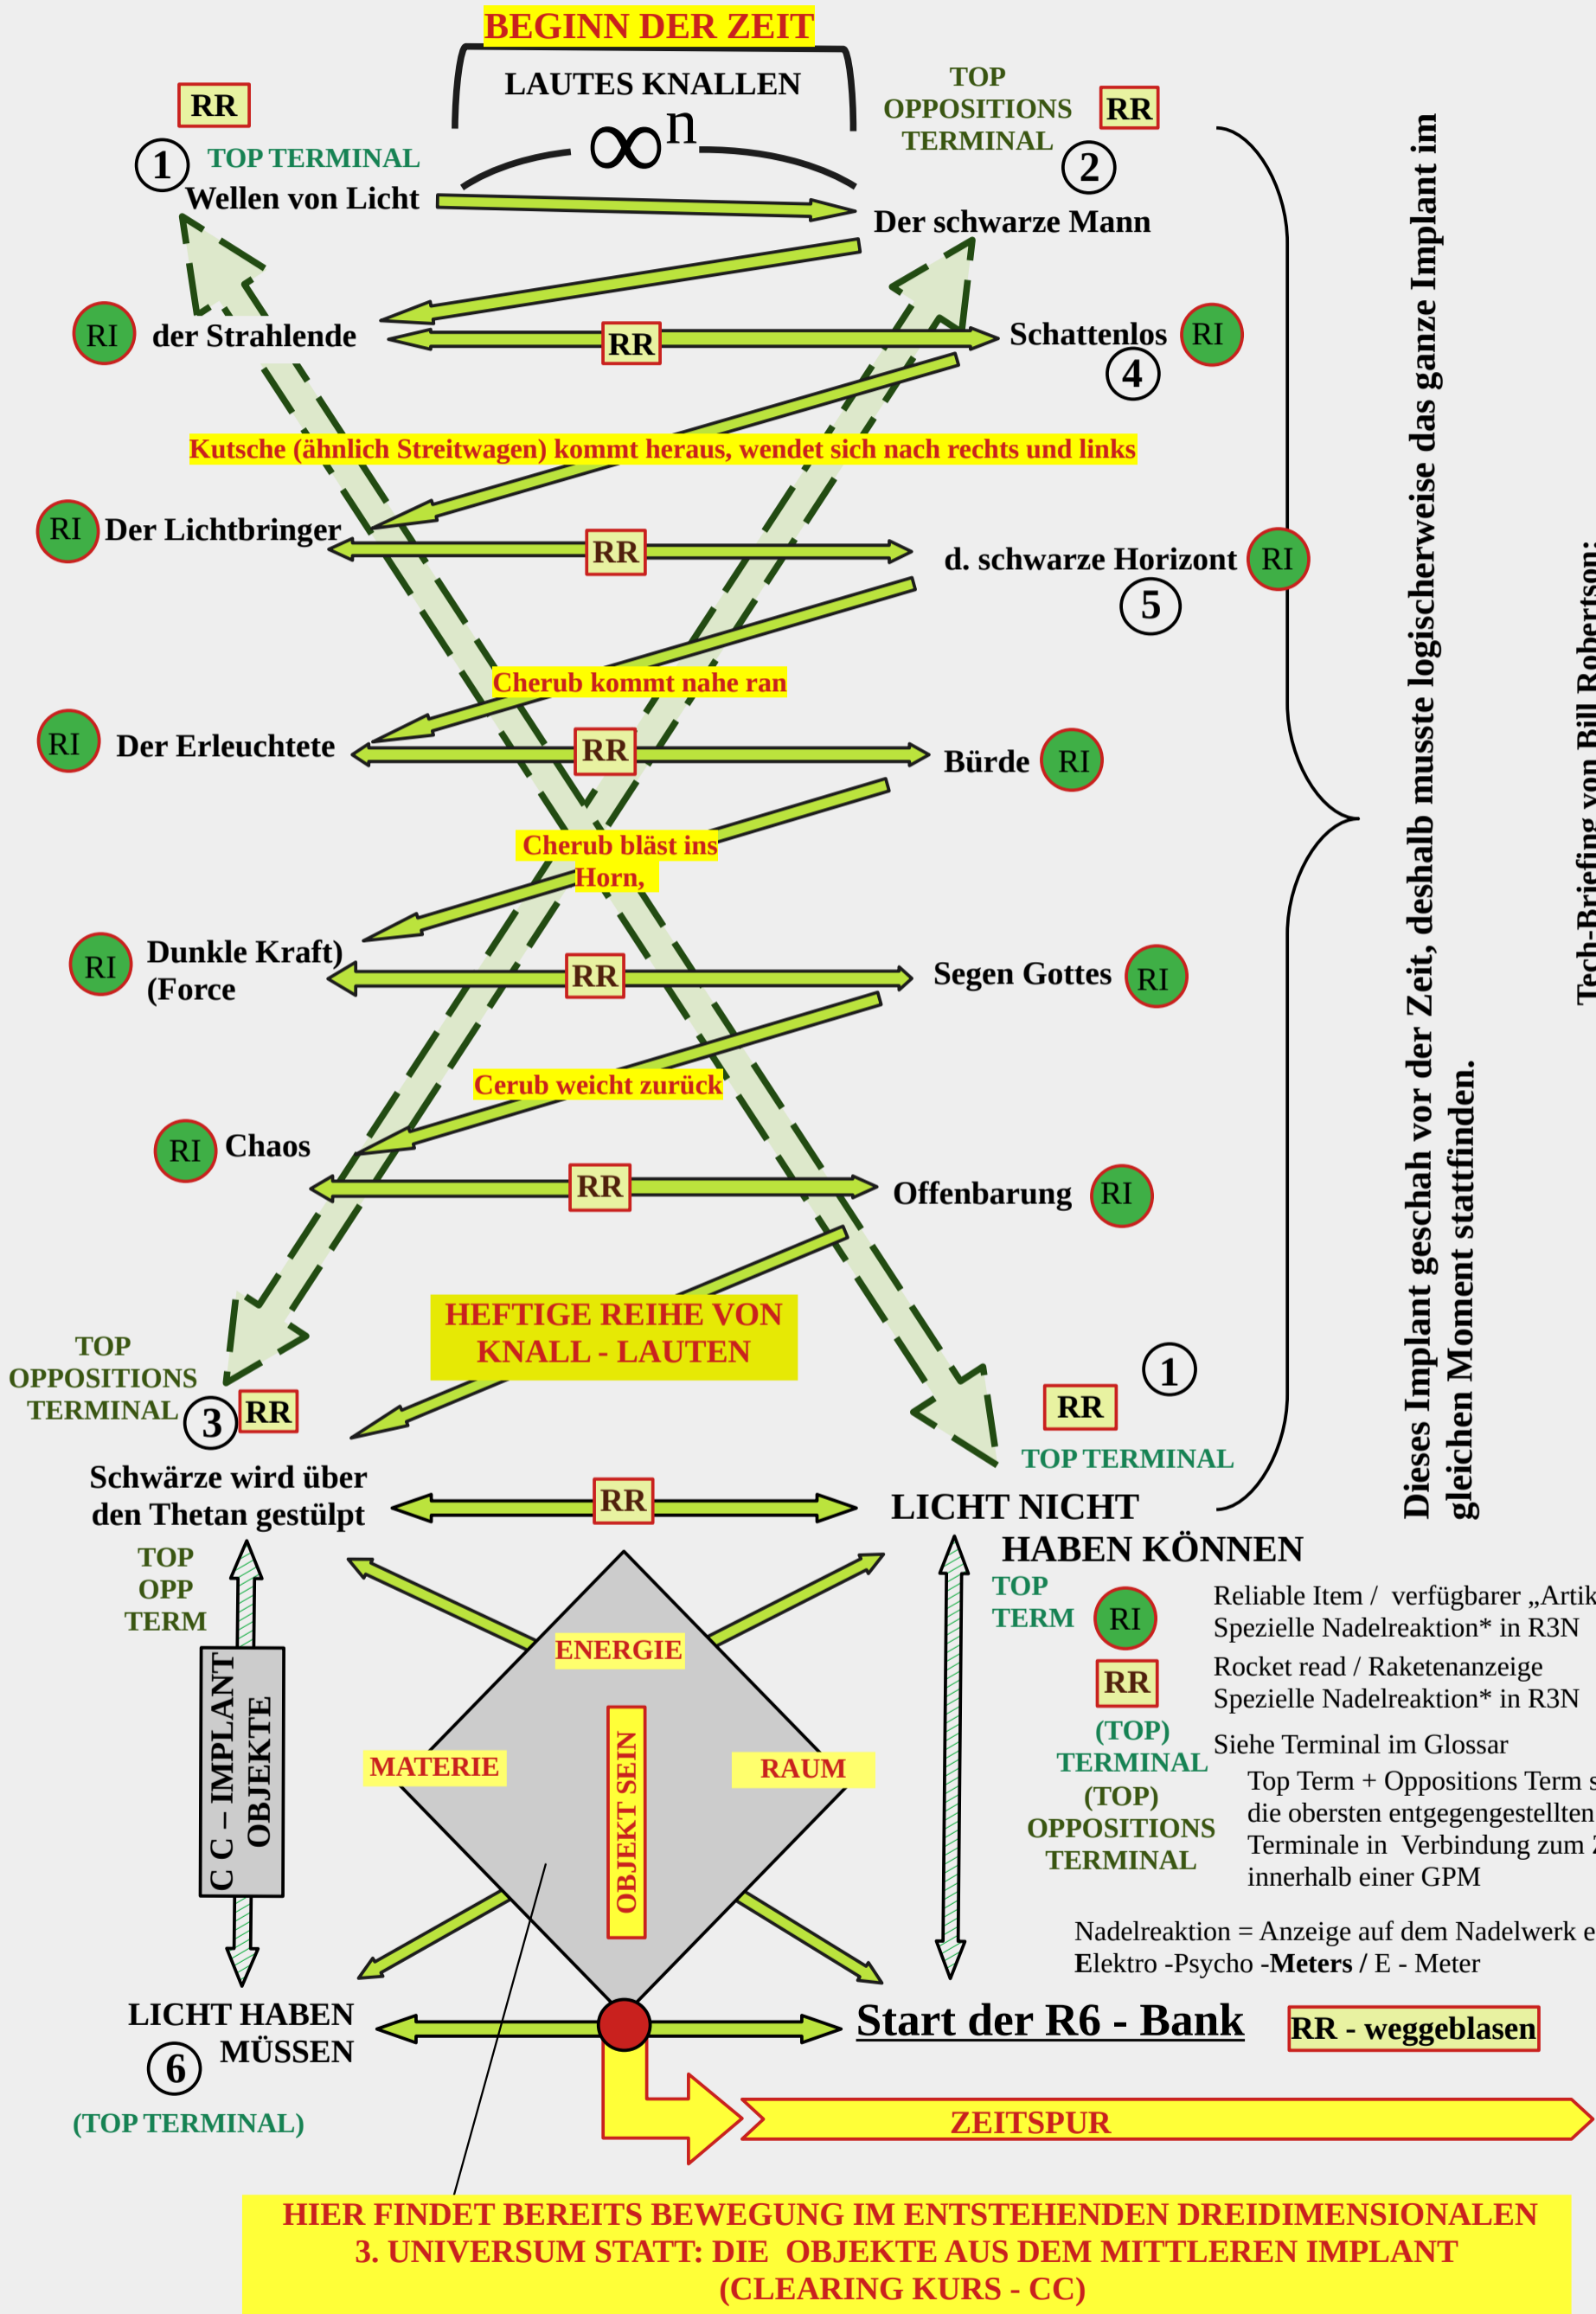 BEGINN DER ZEIT
LAUTES KNALLEN
∞n
RR
1
TOP TERMINAL
Wellen von Licht
TOP
OPPOSITIONS
TERMINAL
RR
2
Der schwarze Mann
RI
der Strahlende
RR
Schattenlos
RI
4
Kutsche (ähnlich Streitwagen) kommt heraus, wendet sich nach rechts und links
RI
Der Lichtbringer
RR
d. schwarze Horizont
RI
5
Cherub kommt nahe ran
RI
Der Erleuchtete
RR
Bürde
RI
Cherub bläst ins
Horn,
RI
Dunkle Kraft)
(Force
RR
Segen Gottes
RI
Cerub weicht zurück
RI
Chaos
RR
Offenbarung
RI
HEFTIGE REIHE VON
KNALL - LAUTEN
TOP
OPPOSITIONS
TERMINAL
3
RR
Schwärze wird über
den Thetan gestülpt
RR
1
RR
TOP TERMINAL
LICHT NICHT
HABEN KÖNNEN
TOP
OPP
TERM
TOP
TERM
C C – IMPLANT
OBJEKTE
ENERGIE
MATERIE
OBJEKT SEIN
RAUM
RI
Reliable Item / verfügbarer „Artik
Spezielle Nadelreaktion* in R3N
RR
Rocket read / Raketenanzeige
Spezielle Nadelreaktion* in R3N
(TOP)
TERMINAL
Siehe Terminal im Glossar
(TOP)
OPPOSITIONS
TERMINAL
Top Term + Oppositions Term s
die obersten entgegengestellten
Terminale in Verbindung zum Z
innerhalb einer GPM
Nadelreaktion = Anzeige auf dem Nadelwerk e
Elektro -Psycho -Meters / E - Meter
LICHT HABEN
MÜSSEN
6
(TOP TERMINAL)
Start der R6 - Bank
RR - weggeblasen
ZEITSPUR
HIER FINDET BEREITS BEWEGUNG IM ENTSTEHENDEN DREIDIMENSIONALEN
3. UNIVERSUM STATT: DIE OBJEKTE AUS DEM MITTLEREN IMPLANT
(CLEARING KURS - CC)
Dieses Implant geschah vor der Zeit, deshalb musste logischerweise das ganze Implant im
gleichen Moment stattfinden.
Tech-Briefing von Bill Robertson: